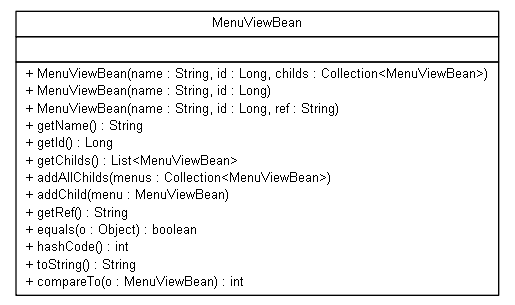 MenuViewBean
+ MenuViewBean(name : String, id : Long, childs : Collection<MenuViewBean>)
+ MenuViewBean(name : String, id : Long)
+ MenuViewBean(name : String, id : Long, ref : String)
+ getName() : String
+ getId() : Long
+ getChilds() : List<MenuViewBean>
+ addAllChilds(menus : Collection<MenuViewBean>)
+ addChild(menu : MenuViewBean)
+ getRef() : String
+ equals(o : Object) : boolean
+ hashCode() : int
+ toString() : String
+ compareTo(o : MenuViewBean) : int